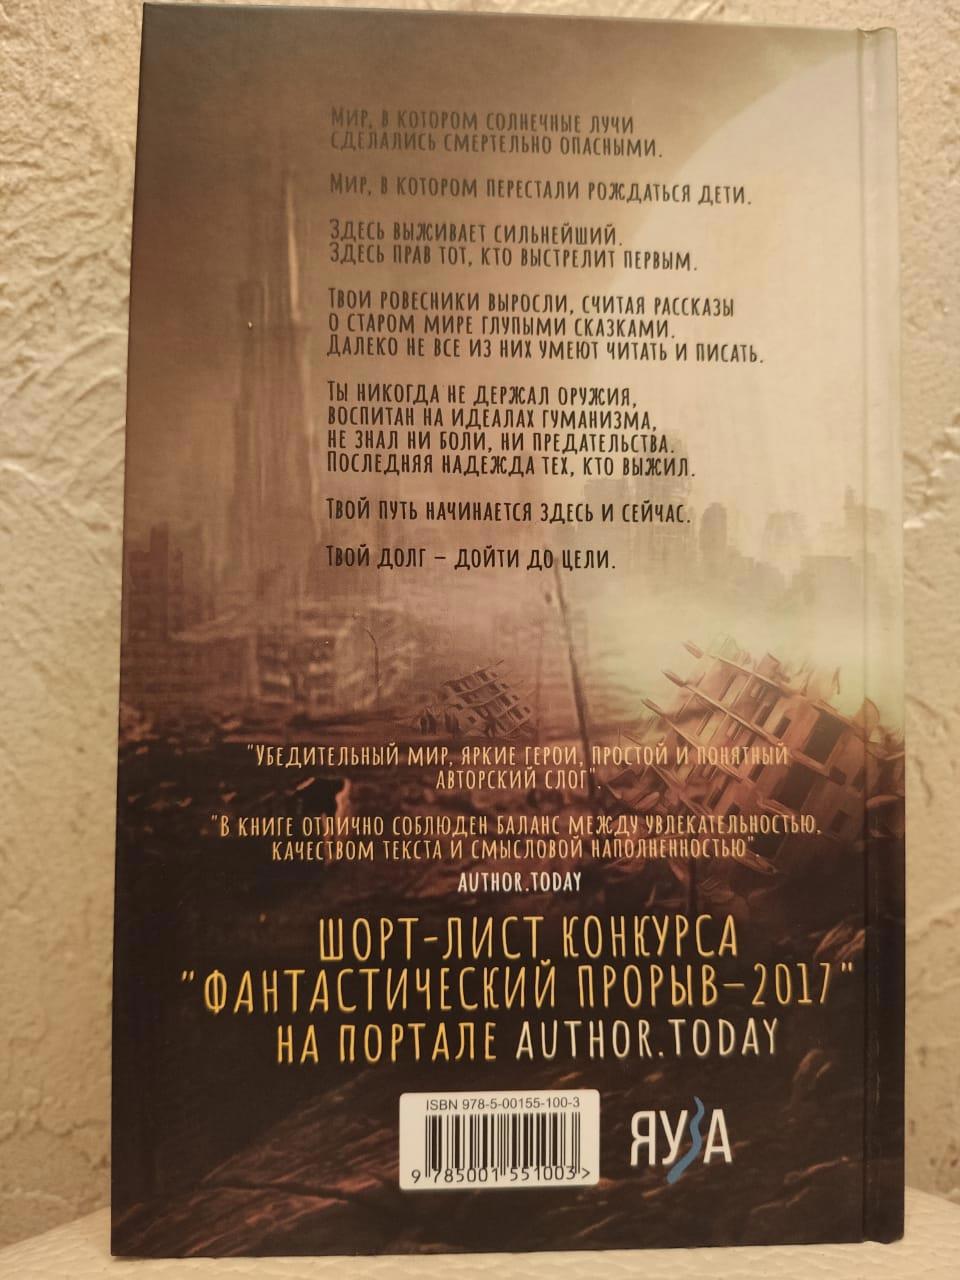 Мир, в котором солнечные лучи
сделались смертельно опасными.
Мир, в котором перестали рождаться дети.
Здесь выживает сильнейший.
Здесь прав тот, кто выстрелит первым.
Твои ровесники выросли, считая рассказы
о старом мире глупыми сказками.
Далеко не все из них умеют читать и писать.
Ты никогда не держал оружия,
воспитан на идеалах гуманизма,
не знал ни боли, ни предательства.
Последняя надежда тех, кто выжил.
Твой путь начинается здесь и сейчас.
Твой долг – дойти до цели.
"Убедительный мир, яркие герои, простой и понятный
авторский слог".
"В книге отлично соблюден баланс между увлекательностью,
качеством текста и смысловой наполненностью".
AUTHOR.TODAY
ШОРТ-ЛИСТ КОНКУРСА
"ФАНТАСТИЧЕСКИЙ ПРОРЫВ–2017"
НА ПОРТАЛЕ AUTHOR.TODAY
ISBN 978-5-00155-100-3
9 785001 551003 >
ЯУЗА